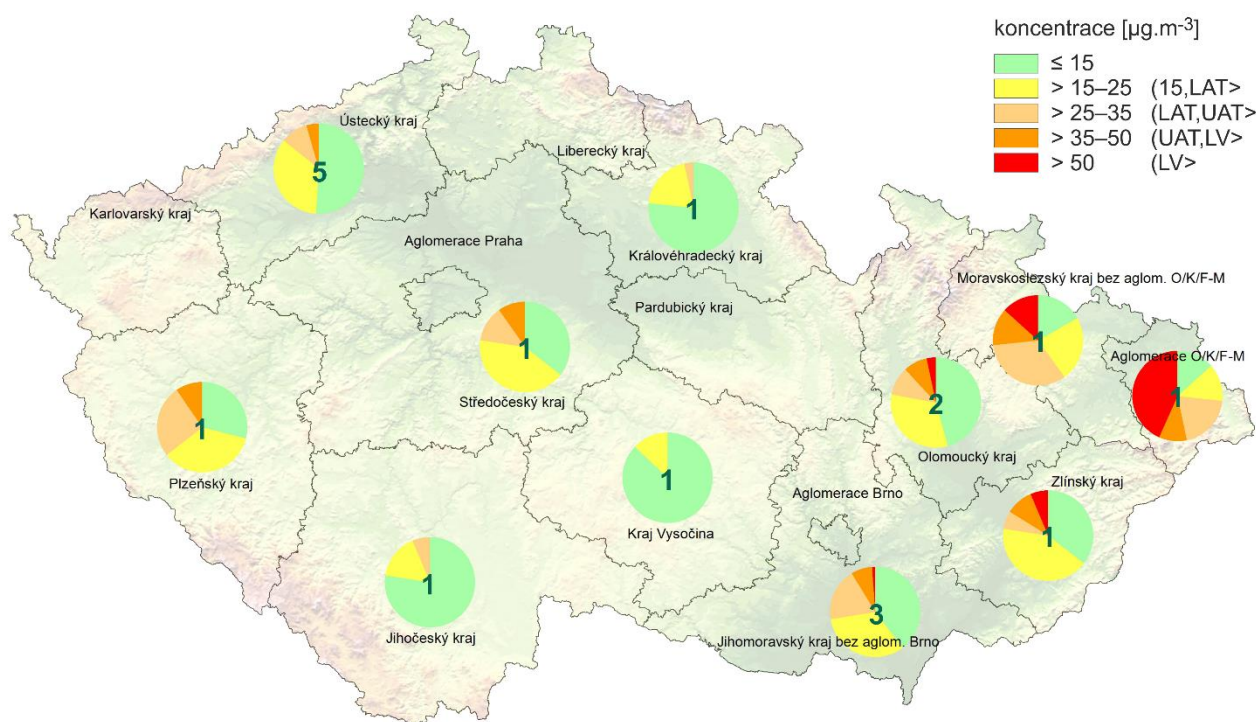 koncentrace [µg.m-3]
≤ 15
> 15–25 (15,LAT>
> 25–35 (LAT,UAT>
> 35–50 (UAT,LV>
> 50 (LV>
Ústecký kraj
5
Liberecký kraj
Karlovarský kraj
1
Aglomerace Praha
Královéhradecký kraj
Moravskoslezský kraj bez aglom. O/K/F-M
Pardubický kraj
1
1
Aglomerace O/K/F-M
Středočeský kraj
1
2
1
Plzeňský kraj
Olomoucký kraj
1
Kraj Vysočina
Aglomerace Brno
Zlínský kraj
1
1
Jihočeský kraj
3
Jihomoravský kraj bez aglom. Brno